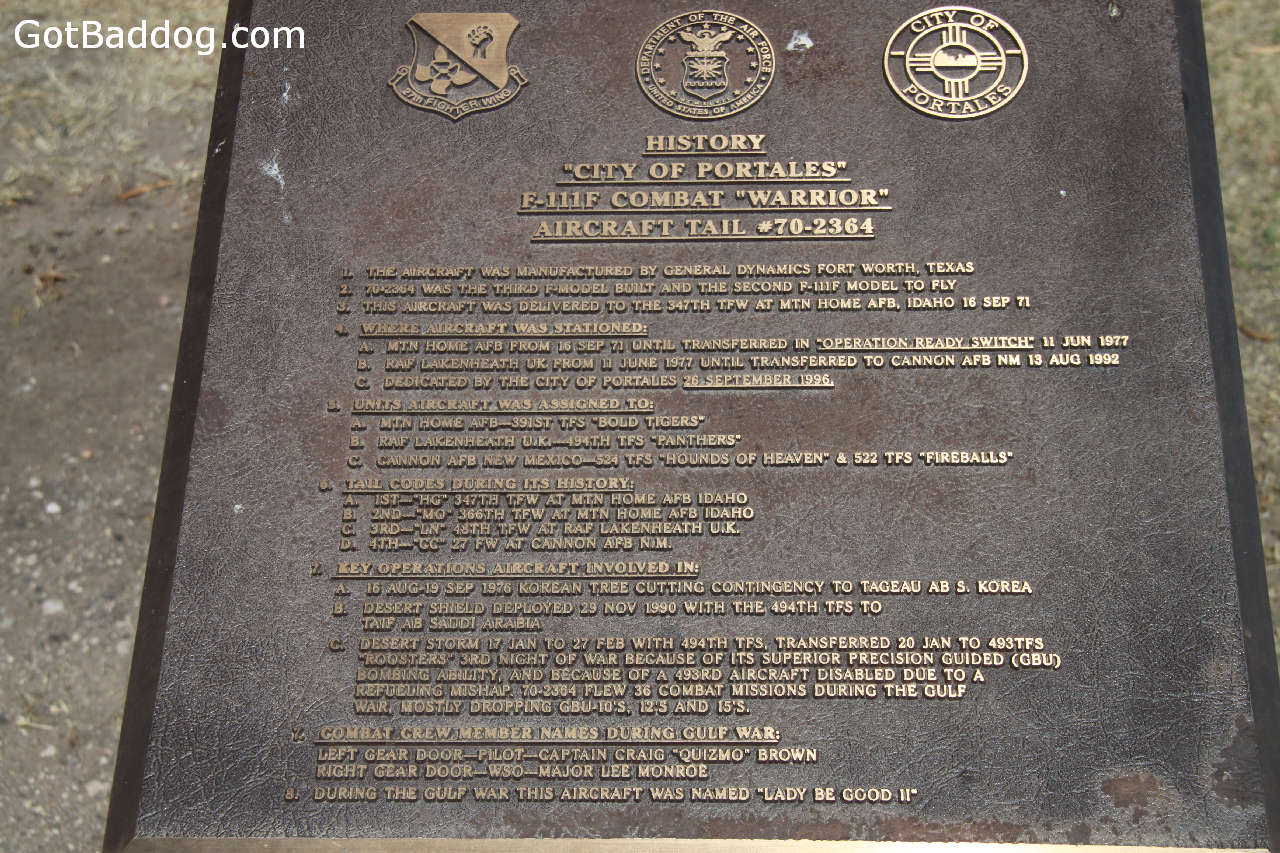 GotBaddog.com
27th FIGHTER WING
DEPARTMENT OF THE AIR FORCE
UNITED STATES OF AMERICA
CITY OF
PORTALES
HISTORY
"CITY OF PORTALES"
F-111F COMBAT "WARRIOR"
AIRCRAFT TAIL #70-2364
1. THE AIRCRAFT WAS MANUFACTURED BY GENERAL DYNAMICS FORT WORTH, TEXAS
2. 70-2364 WAS THE THIRD F-MODEL BUILT AND THE SECOND F-111F MODEL TO FLY
3. THIS AIRCRAFT WAS DELIVERED TO THE 347TH TFW AT MTN HOME AFB, IDAHO 16 SEP 71
4. WHERE AIRCRAFT WAS STATIONED:
A. MTN HOME AFB FROM 16 SEP 71 UNTIL TRANSFERRED IN "OPERATION READY SWITCH" 11 JUN 1977
B. RAF LAKENHEATH UK FROM 11 JUNE 1977 UNTIL TRANSFERRED TO CANNON AFB NM 13 AUG 1992
C. DEDICATED BY THE CITY OF PORTALES 26 SEPTEMBER 1996.
5. UNITS AIRCRAFT WAS ASSIGNED TO:
A. MTN HOME AFB—391ST TFS "BOLD TIGERS"
B. RAF LAKENHEATH U.K.—494TH TFS "PANTHERS"
C. CANNON AFB NEW MEXICO—524 TFS "HOUNDS OF HEAVEN" & 522 TFS "FIREBALLS"
6. TAIL CODES DURING ITS HISTORY:
A. 1ST—"HG" 347TH TFW AT MTN HOME AFB IDAHO
B. 2ND—"MO" 366TH TFW AT MTN HOME AFB IDAHO
C. 3RD—"LN" 48TH TFW AT RAF LAKENHEATH U.K.
D. 4TH—"CC" 27 FW AT CANNON AFB N.M.
7. KEY OPERATIONS AIRCRAFT INVOLVED IN:
A. 16 AUG-19 SEP 1976 KOREAN TREE CUTTING CONTINGENCY TO TAGEAU AB S. KOREA
B. DESERT SHIELD DEPLOYED 29 NOV 1990 WITH THE 494TH TFS TO
TAIF AB SAUDI ARABIA
C. DESERT STORM 17 JAN TO 27 FEB WITH 494TH TFS, TRANSFERRED 20 JAN TO 493TFS
"ROOSTERS" 3RD NIGHT OF WAR BECAUSE OF ITS SUPERIOR PRECISION GUIDED (GBU)
BOMBING ABILITY, AND BECAUSE OF A 493RD AIRCRAFT DISABLED DUE TO A
REFUELING MISHAP. 70-2364 FLEW 36 COMBAT MISSIONS DURING THE GULF
WAR, MOSTLY DROPPING GBU-10'S, 12'S AND 15'S.
7. COMBAT CREW MEMBER NAMES DURING GULF WAR:
LEFT GEAR DOOR—PILOT—CAPTAIN CRAIG "QUIZMO" BROWN
RIGHT GEAR DOOR—WSO—MAJOR LEE MONROE
8. DURING THE GULF WAR THIS AIRCRAFT WAS NAMED "LADY BE GOOD II"